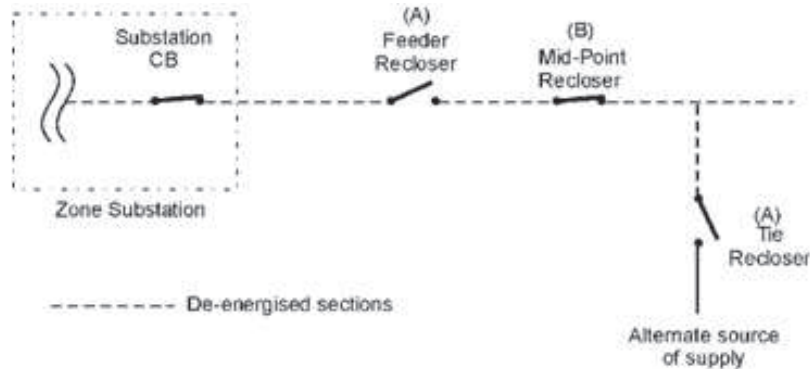 Substation
CB
(A)
Feeder
Recloser
(B)
Mid-Point
Recloser
Zone Substation
(A)
Tie
Recloser
De-energised sections
Alternate source
of supply